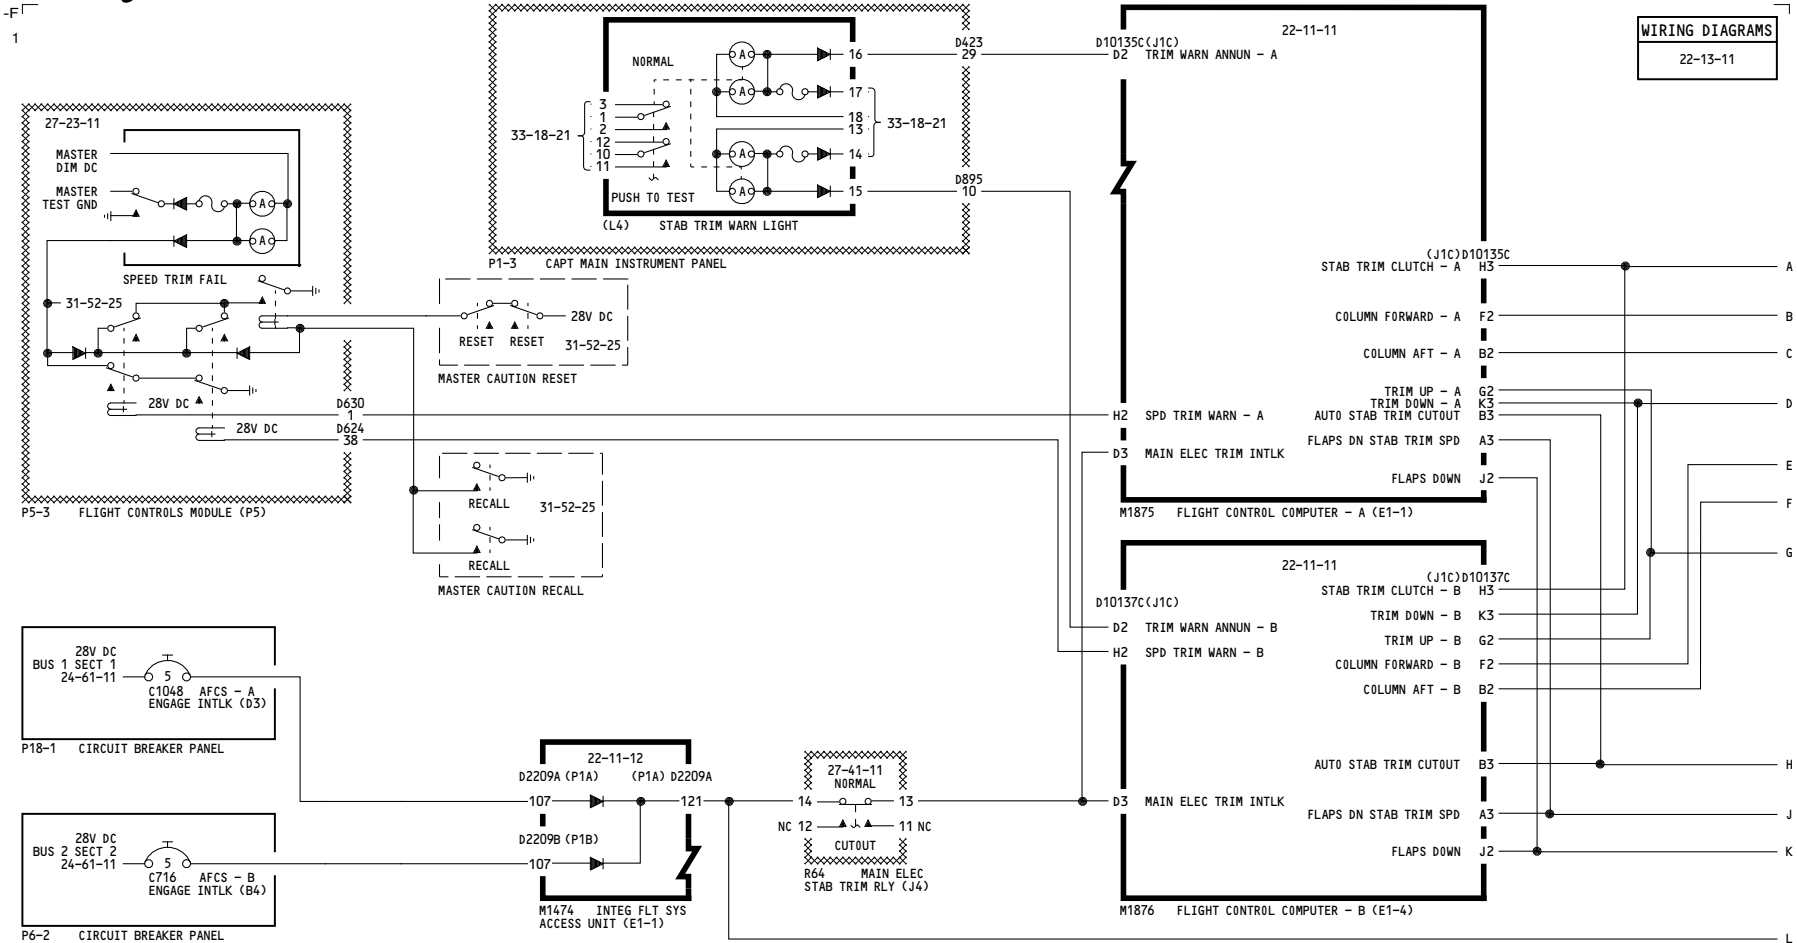 -F
1
WIRING DIAGRAMS
22-13-11
27-23-11
MASTER
DIM DC
MASTER
TEST GND
A
A
SPEED TRIM FAIL
31-52-25
28V DC
28V DC
D630
1
D624
38
P5-3 FLIGHT CONTROLS MODULE (P5)
NORMAL
33-18-21
3
1
2
12
10
11
PUSH TO TEST
A
A
A
A
16
17
18
13
14
15
33-18-21
(L4) STAB TRIM WARN LIGHT
P1-3 CAPT MAIN INSTRUMENT PANEL
D423
29
D895
10
RESET RESET
28V DC
31-52-25
MASTER CAUTION RESET
RECALL
31-52-25
RECALL
MASTER CAUTION RECALL
D10135C(J1C)
D2 TRIM WARN ANNUN - A
22-11-11
(J1C)D10135C
STAB TRIM CLUTCH - A H3
COLUMN FORWARD - A F2
COLUMN AFT - A B2
TRIM UP - A G2
TRIM DOWN - A K3
AUTO STAB TRIM CUTOUT B3
FLAPS DN STAB TRIM SPD A3
FLAPS DOWN J2
H2 SPD TRIM WARN - A
D3 MAIN ELEC TRIM INTLK
M1875 FLIGHT CONTROL COMPUTER - A (E1-1)
22-11-11
(J1C)D10137C
D10137C(J1C)
STAB TRIM CLUTCH - B H3
TRIM DOWN - B K3
TRIM UP - B G2
COLUMN FORWARD - B F2
COLUMN AFT - B B2
D2 TRIM WARN ANNUN - B
H2 SPD TRIM WARN - B
AUTO STAB TRIM CUTOUT B3
D3 MAIN ELEC TRIM INTLK
FLAPS DN STAB TRIM SPD A3
FLAPS DOWN J2
M1876 FLIGHT CONTROL COMPUTER - B (E1-4)
A
B
C
D
E
F
G
H
J
K
L
28V DC
BUS 1 SECT 1
24-61-11
5
C1048 AFCS - A
ENGAGE INTLK (D3)
P18-1 CIRCUIT BREAKER PANEL
28V DC
BUS 2 SECT 2
24-61-11
5
C716 AFCS - B
ENGAGE INTLK (B4)
P6-2 CIRCUIT BREAKER PANEL
22-11-12
D2209A (P1A) (P1A) D2209A
107
121
D2209B (P1B)
107
M1474 INTEG FLT SYS
ACCESS UNIT (E1-1)
27-41-11
NORMAL
14
13
NC 12
11 NC
CUTOUT
R64 MAIN ELEC
STAB TRIM RLY (J4)